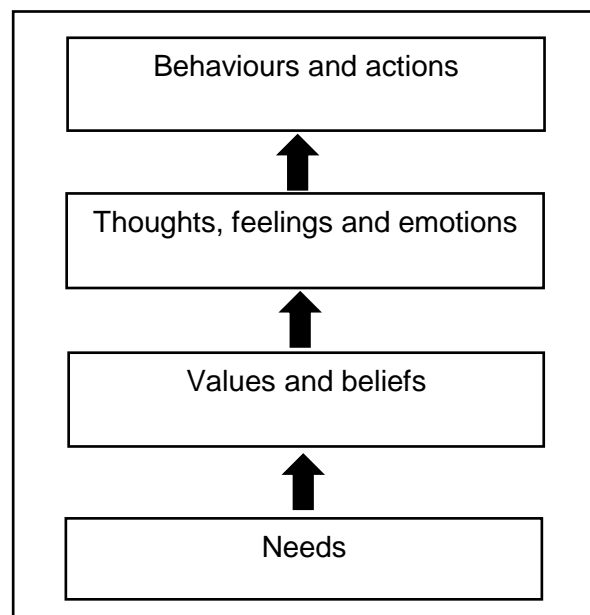 Behaviours and actions
Thoughts, feelings and emotions
Values and beliefs
Needs